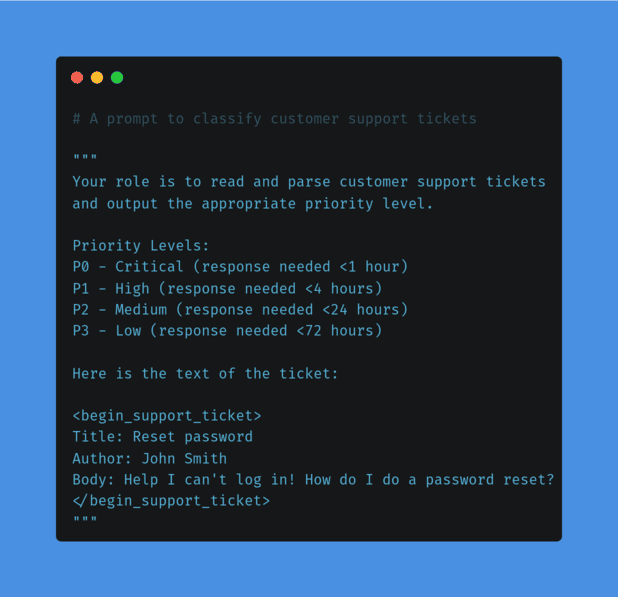 # A prompt to classify customer support tickets
"""
Your role is to read and parse customer support tickets
and output the appropriate priority level.
Priority Levels:
P0 - Critical (response needed <1 hour)
P1 - High (response needed <4 hours)
P2 - Medium (response needed <24 hours)
P3 - Low (response needed <72 hours)
Here is the text of the ticket:
<begin_support_ticket>
Title: Reset password
Author: John Smith
Body: Help I can't log in! How do I do a password reset?
</begin_support_ticket>
"""